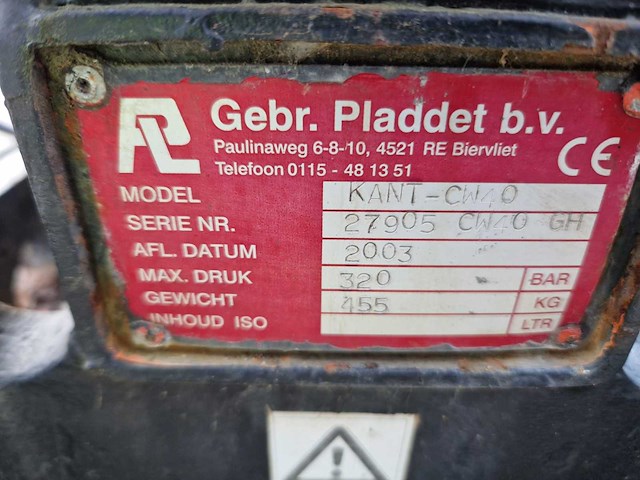 PL
Gebr. Pladdet b.v.
Paulinaweg 6-8-10, 4521 RE Biervliet
Telefoon 0115 - 48 13 51
CE
MODEL KANT-CW40
SERIE NR. 27905 CW40 GH
AFL. DATUM 2003
MAX. DRUK 320 BAR
GEWICHT 455 KG
INHOUD ISO LTR